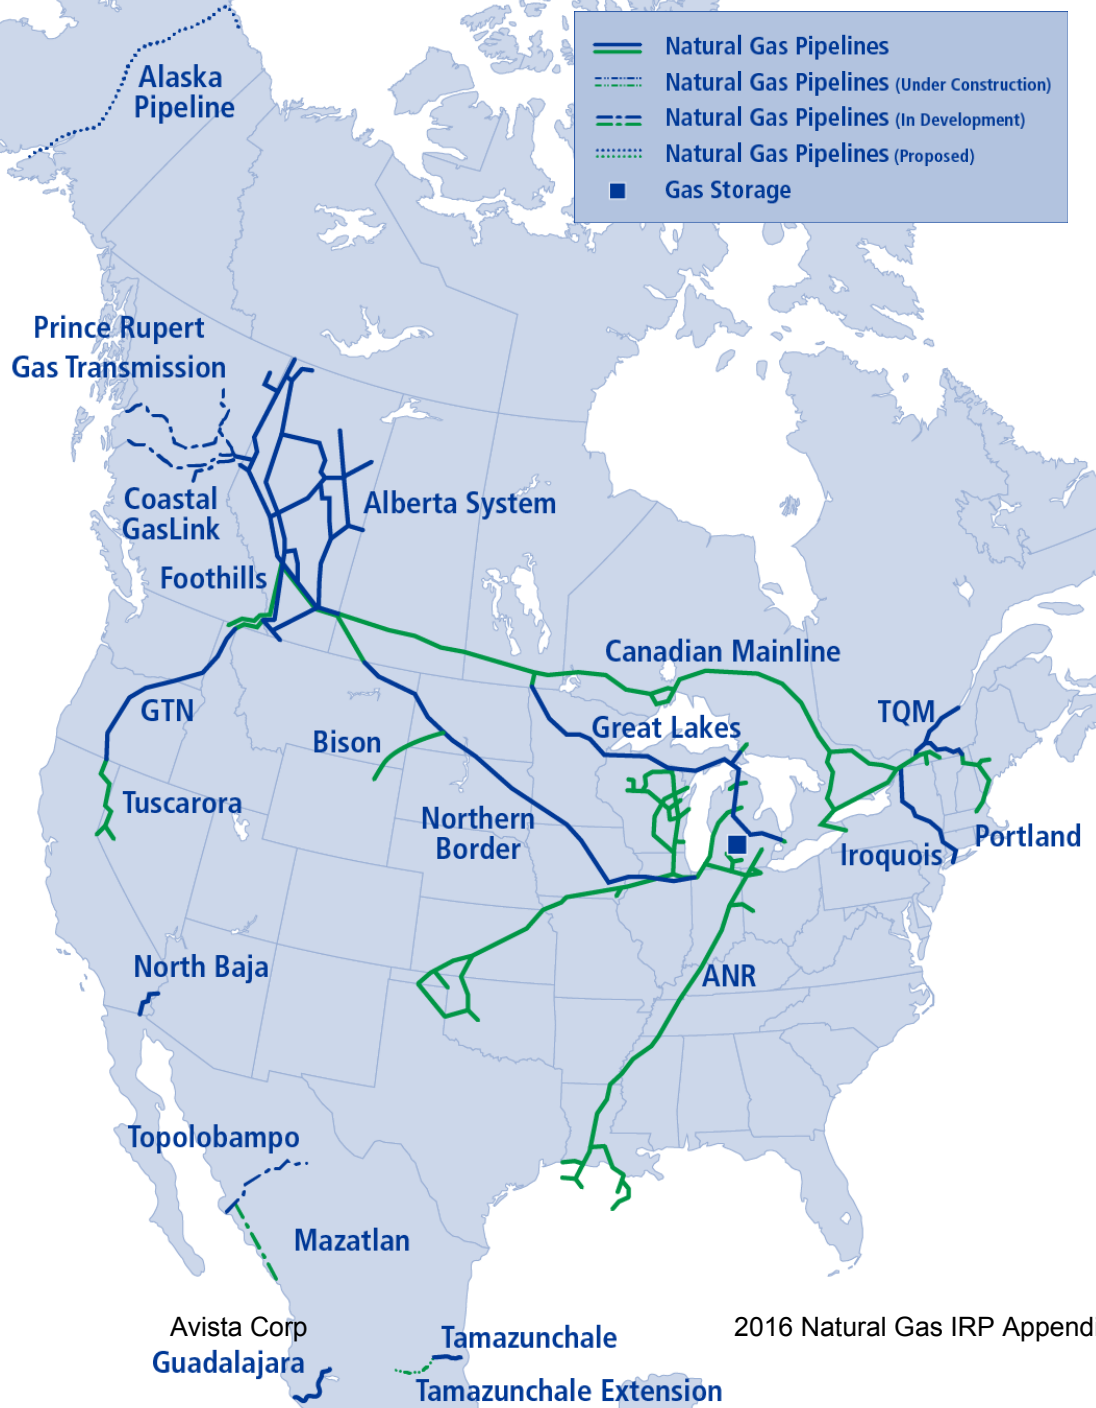 Natural Gas Pipelines
Natural Gas Pipelines (Under Construction)
Natural Gas Pipelines (In Development)
Natural Gas Pipelines (Proposed)
Gas Storage
Alaska
Pipeline
Prince Rupert
Gas Transmission
Coastal
GasLink
Alberta System
Foothills
Canadian Mainline
GTN
TQM
Great Lakes
Bison
Tuscarora
Northern
Border
Portland
Iroquois
North Baja
ANR
Topolobampo
Mazatlan
Avista Corp
2016 Natural Gas IRP Appendi
Tamazunchale
Guadalajara
Tamazunchale Extension